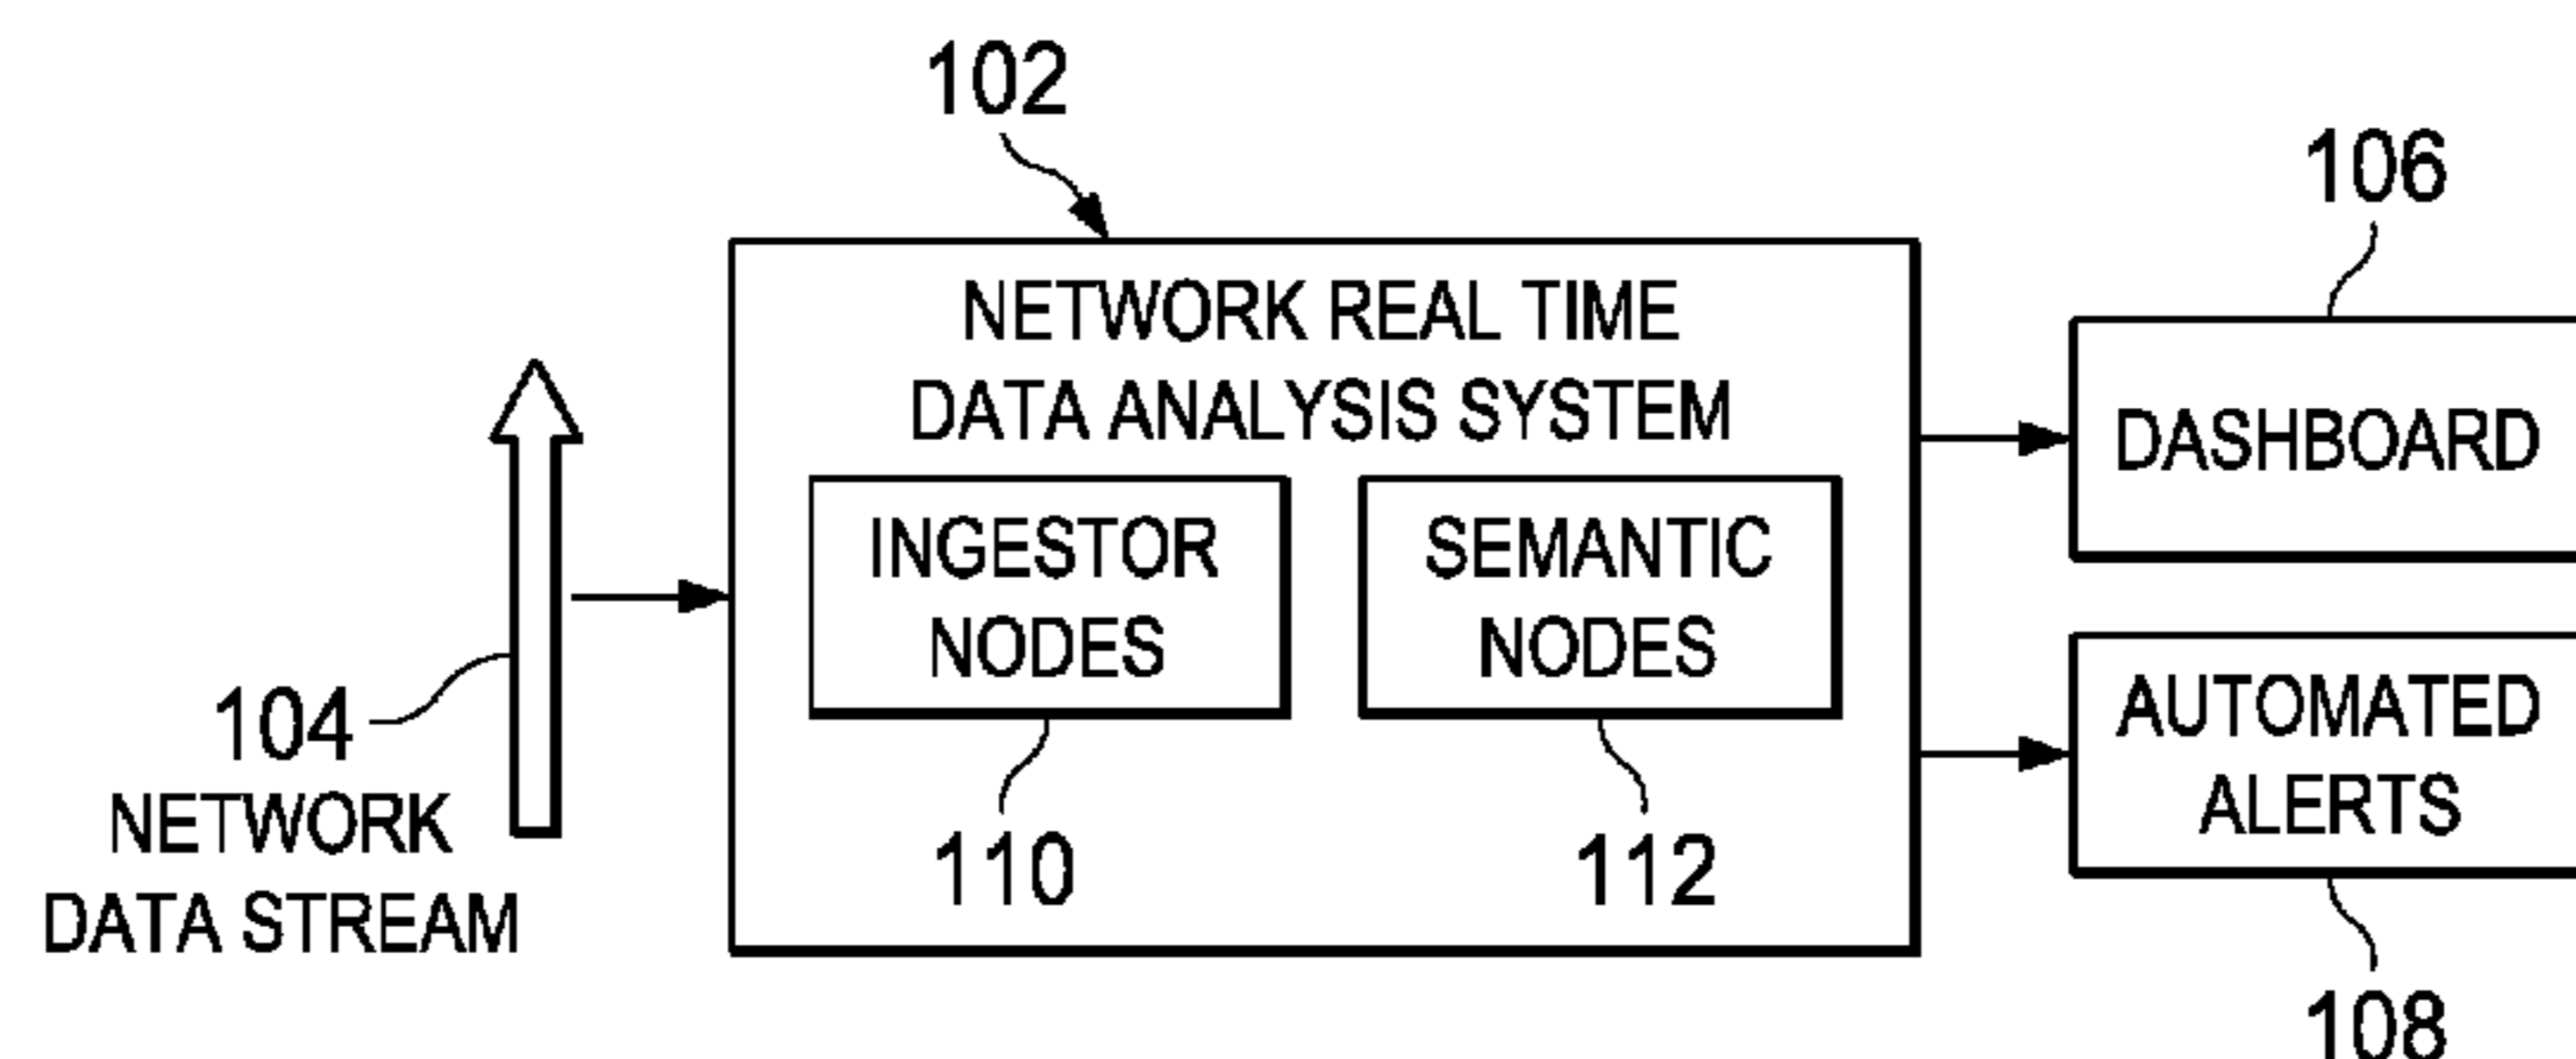 102
106
NETWORK REAL TIME
DATA ANALYSIS SYSTEM
DASHBOARD
INGESTOR
NODES
SEMANTIC
NODES
104
NETWORK
DATA STREAM
AUTOMATED
ALERTS
110
112
108